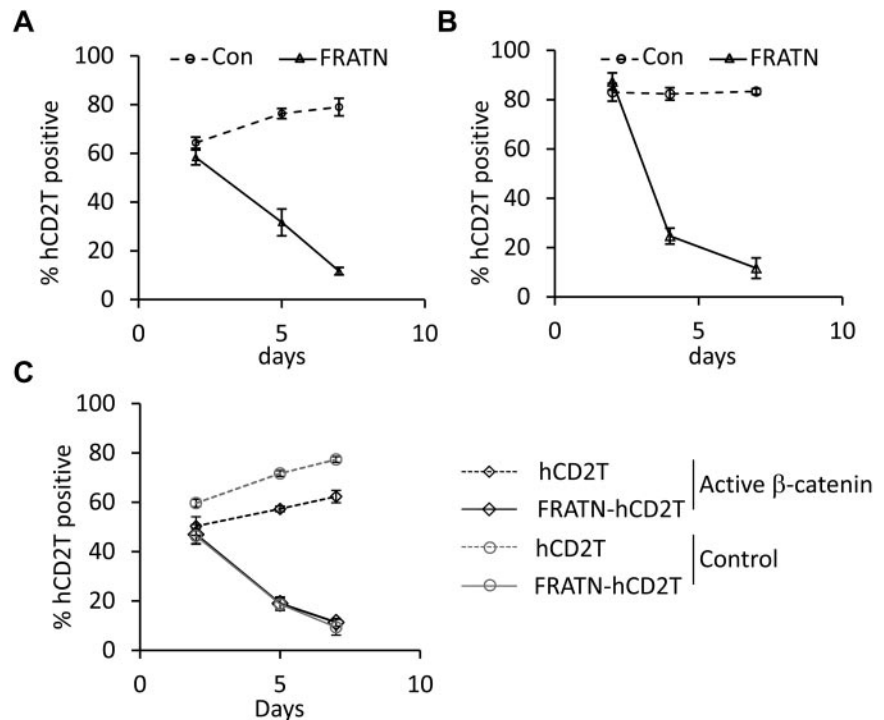 A
Con FRATN
100
80
60
40
20
0
% hCD2T positive
0 5 10
days
B
Con FRATN
100
80
60
40
20
0
% hCD2T positive
0 5 10
days
C
100
80
60
40
20
0
% hCD2T positive
0 5 10
Days
hCD2T
FRATN-hCD2T
Active β-catenin
hCD2T
FRATN-hCD2T
Control